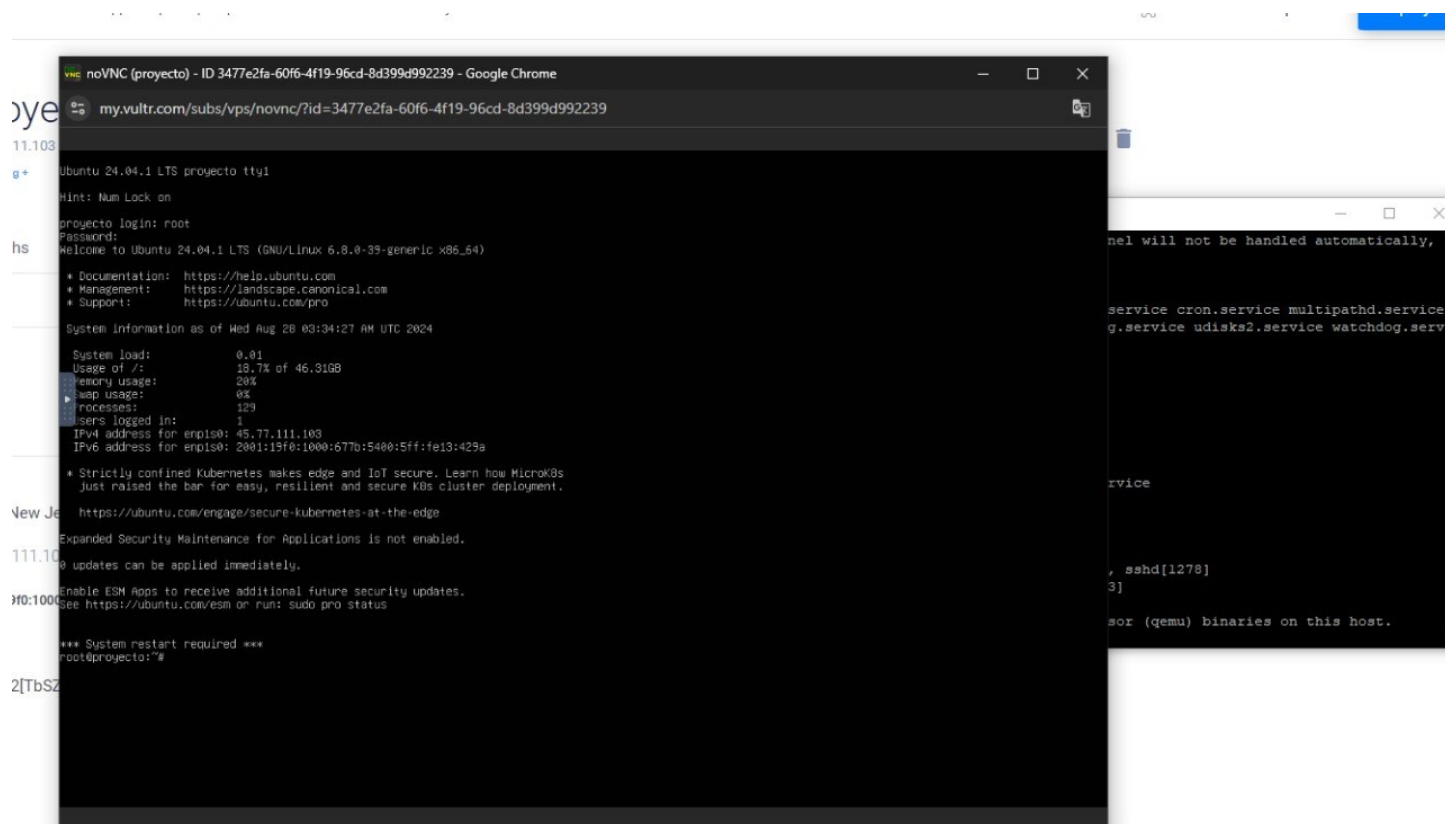 noVNC (proyecto) - ID 3477e2fa-60f6-4f19-96cd-8d399d992239 - Google Chrome
my.vultr.com/subs/vps/novnc/?id=3477e2fa-60f6-4f19-96cd-8d399d992239
oye
11.103
g +
hs
New Je
111.10
9f0:1000
2[TbSZ
Ubuntu 24.04.1 LTS proyecto tty1
Hint: Num Lock on
proyecto login: root
Password:
Welcome to Ubuntu 24.04.1 LTS (GNU/Linux 6.8.0-39-generic x86_64)
* Documentation: https://help.ubuntu.com
* Management: https://landscape.canonical.com
* Support: https://ubuntu.com/pro
System information as of Wed Aug 28 03:34:27 AM UTC 2024
System load: 0.01
Usage of /: 18.7% of 46.31GB
Memory usage: 20%
Swap usage: 0%
Processes: 129
Users logged in: 1
IPv4 address for enp1s0: 45.77.111.103
IPv6 address for enp1s0: 2001:19f0:1000:677b:5400:5ff:fe13:429a
* Strictly confined Kubernetes makes edge and IoT secure. Learn how MicroK8s
just raised the bar for easy, resilient and secure K8s cluster deployment.
https://ubuntu.com/engage/secure-kubernetes-at-the-edge
Expanded Security Maintenance for Applications is not enabled.
0 updates can be applied immediately.
Enable ESM Apps to receive additional future security updates.
See https://ubuntu.com/esm or run: sudo pro status
*** System restart required ***
root@proyecto:~#
nel will not be handled automatically,
service cron.service multipathd.service
g.service udisks2.service watchdog.serv
rvice
, sshd[1278]
3]
sor (qemu) binaries on this host.